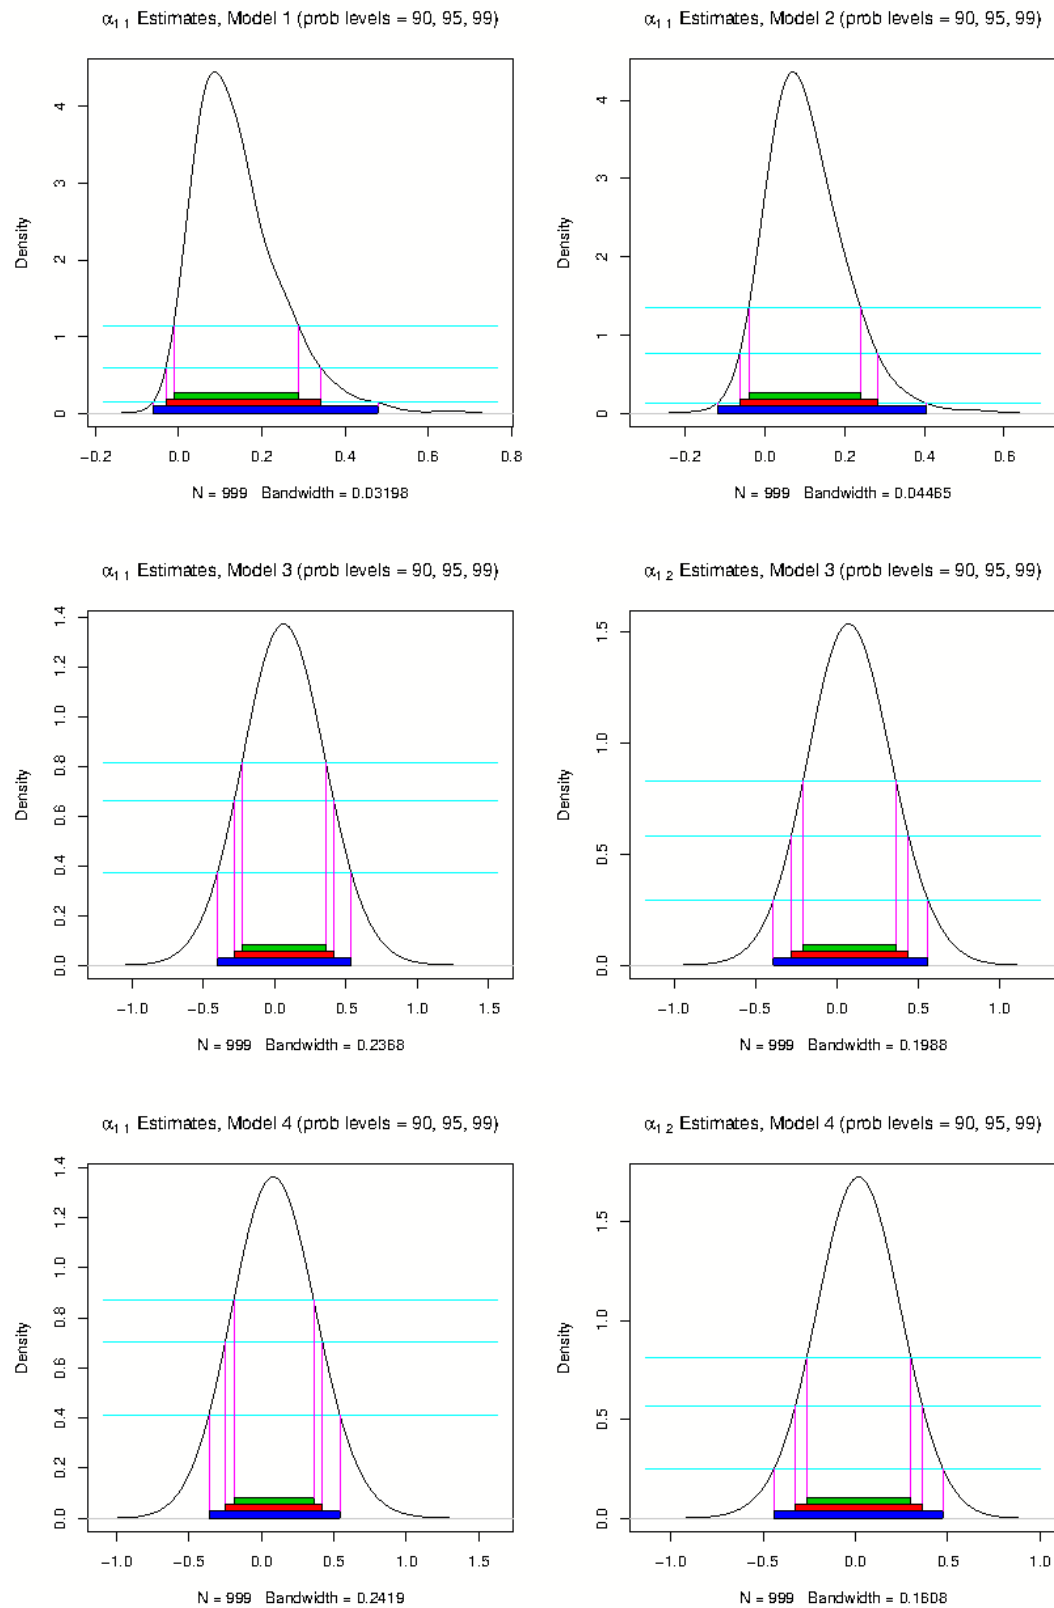 α₁₁ Estimates, Model 1 (prob levels = 90, 95, 99)
Density
0 1 2 3 4
−0.2 0.0 0.2 0.4 0.6 0.8
N = 999 Bandwidth = 0.03198
α₁₁ Estimates, Model 2 (prob levels = 90, 95, 99)
Density
0 1 2 3 4
−0.2 0.0 0.2 0.4 0.6
N = 999 Bandwidth = 0.04465
α₁₁ Estimates, Model 3 (prob levels = 90, 95, 99)
Density
0.0 0.2 0.4 0.6 0.8 1.0 1.2 1.4
−1.0 −0.5 0.0 0.5 1.0 1.5
N = 999 Bandwidth = 0.2368
α₁₂ Estimates, Model 3 (prob levels = 90, 95, 99)
Density
0.0 0.5 1.0 1.5
−1.0 −0.5 0.0 0.5 1.0
N = 999 Bandwidth = 0.1988
α₁₁ Estimates, Model 4 (prob levels = 90, 95, 99)
Density
0.0 0.2 0.4 0.6 0.8 1.0 1.2 1.4
−1.0 −0.5 0.0 0.5 1.0 1.5
N = 999 Bandwidth = 0.2419
α₁₂ Estimates, Model 4 (prob levels = 90, 95, 99)
Density
0.0 0.5 1.0 1.5
−1.0 −0.5 0.0 0.5 1.0
N = 999 Bandwidth = 0.1608